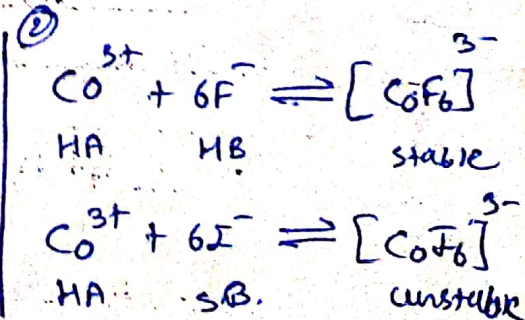 ②
Co³⁺ + 6F⁻ ⇌ [CoF₆]³⁻
HA HB stable
Co³⁺ + 6I⁻ ⇌ [CoI₆]³⁻
HA SB. unstable